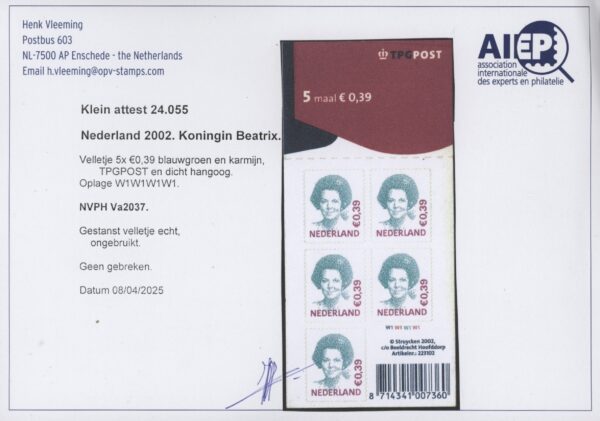 Henk Vleeming
Postbus 603
NL-7500 AP Enschede - the Netherlands
Email h.vleeming@opv-stamps.com
AIEP
association
internationale
des experts en philatelie
Klein attest 24.055
Nederland 2002. Koningin Beatrix.
Velletje 5x €0,39 blauwgroen en karmijn,
TPGPOST en dicht hangoog.
Oplage W1W1W1W1.
NVPH Va2037.
Gestanst velletje echt,
ongebruikt.
Geen gebreken.
Datum 08/04/2025
TPGPOST
5 maal € 0,39
€0,39
NEDERLAND
€0,39
NEDERLAND
€0,39
NEDERLAND
€0,39
NEDERLAND
€0,39
NEDERLAND
W1 W1 W1 W1
© Struycken 2002,
c/o Beeldrecht Hoofddorp
Artikelnr.: 221102
8 714341 007360